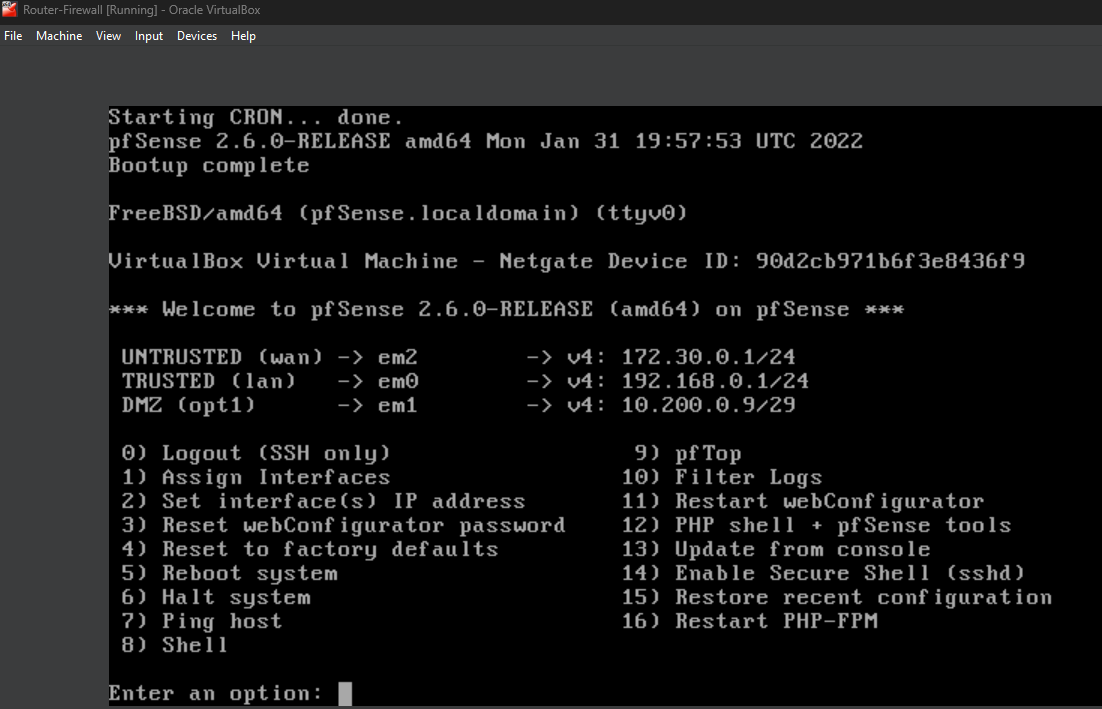 Router-Firewall [Running] - Oracle VirtualBox
File Machine View Input Devices Help
Starting CRON... done.
pfSense 2.6.0-RELEASE amd64 Mon Jan 31 19:57:53 UTC 2022
Bootup complete
FreeBSD/amd64 (pfSense.localdomain) (ttyv0)
VirtualBox Virtual Machine - Netgate Device ID: 90d2cb971b6f3e8436f9
*** Welcome to pfSense 2.6.0-RELEASE (amd64) on pfSense ***
UNTRUSTED (wan) -> em2 -> v4: 172.30.0.1/24
TRUSTED (lan) -> em0 -> v4: 192.168.0.1/24
DMZ (opt1) -> em1 -> v4: 10.200.0.9/29
0) Logout (SSH only) 9) pfTop
1) Assign Interfaces 10) Filter Logs
2) Set interface(s) IP address 11) Restart webConfigurator
3) Reset webConfigurator password 12) PHP shell + pfSense tools
4) Reset to factory defaults 13) Update from console
5) Reboot system 14) Enable Secure Shell (sshd)
6) Halt system 15) Restore recent configuration
7) Ping host 16) Restart PHP-FPM
8) Shell
Enter an option: